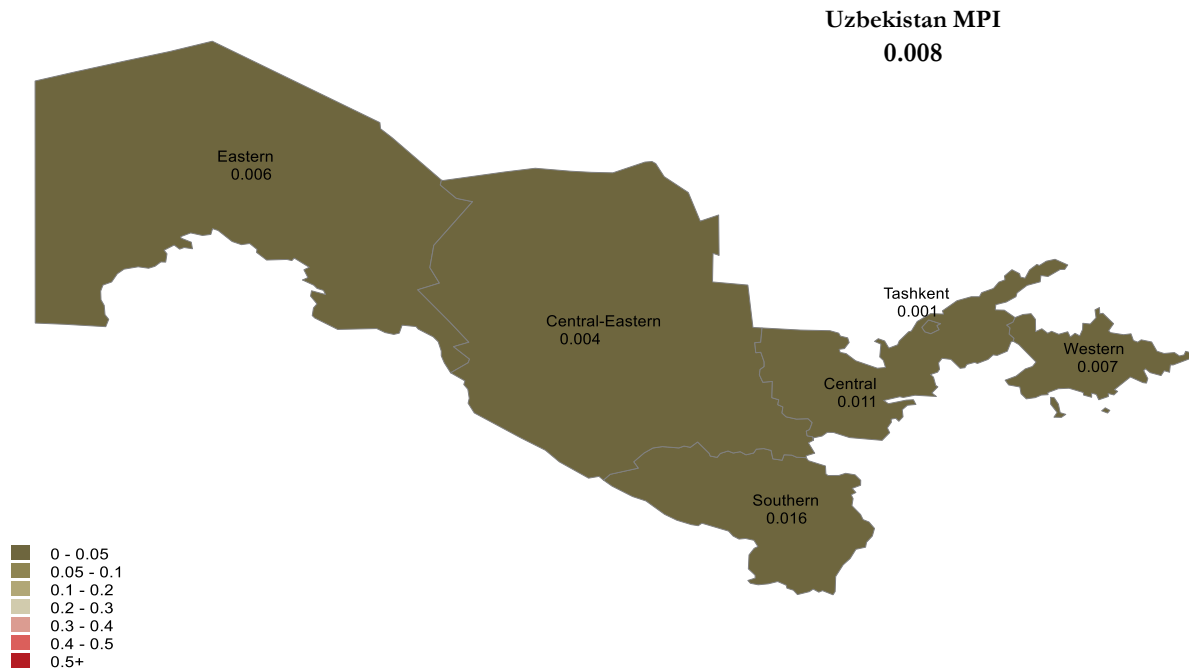 Uzbekistan MPI
0.008
Eastern
0.006
Central-Eastern
0.004
Tashkent
0.001
Western
0.007
Central
0.011
Southern
0.016
0 - 0.05
0.05 - 0.1
0.1 - 0.2
0.2 - 0.3
0.3 - 0.4
0.4 - 0.5
0.5+